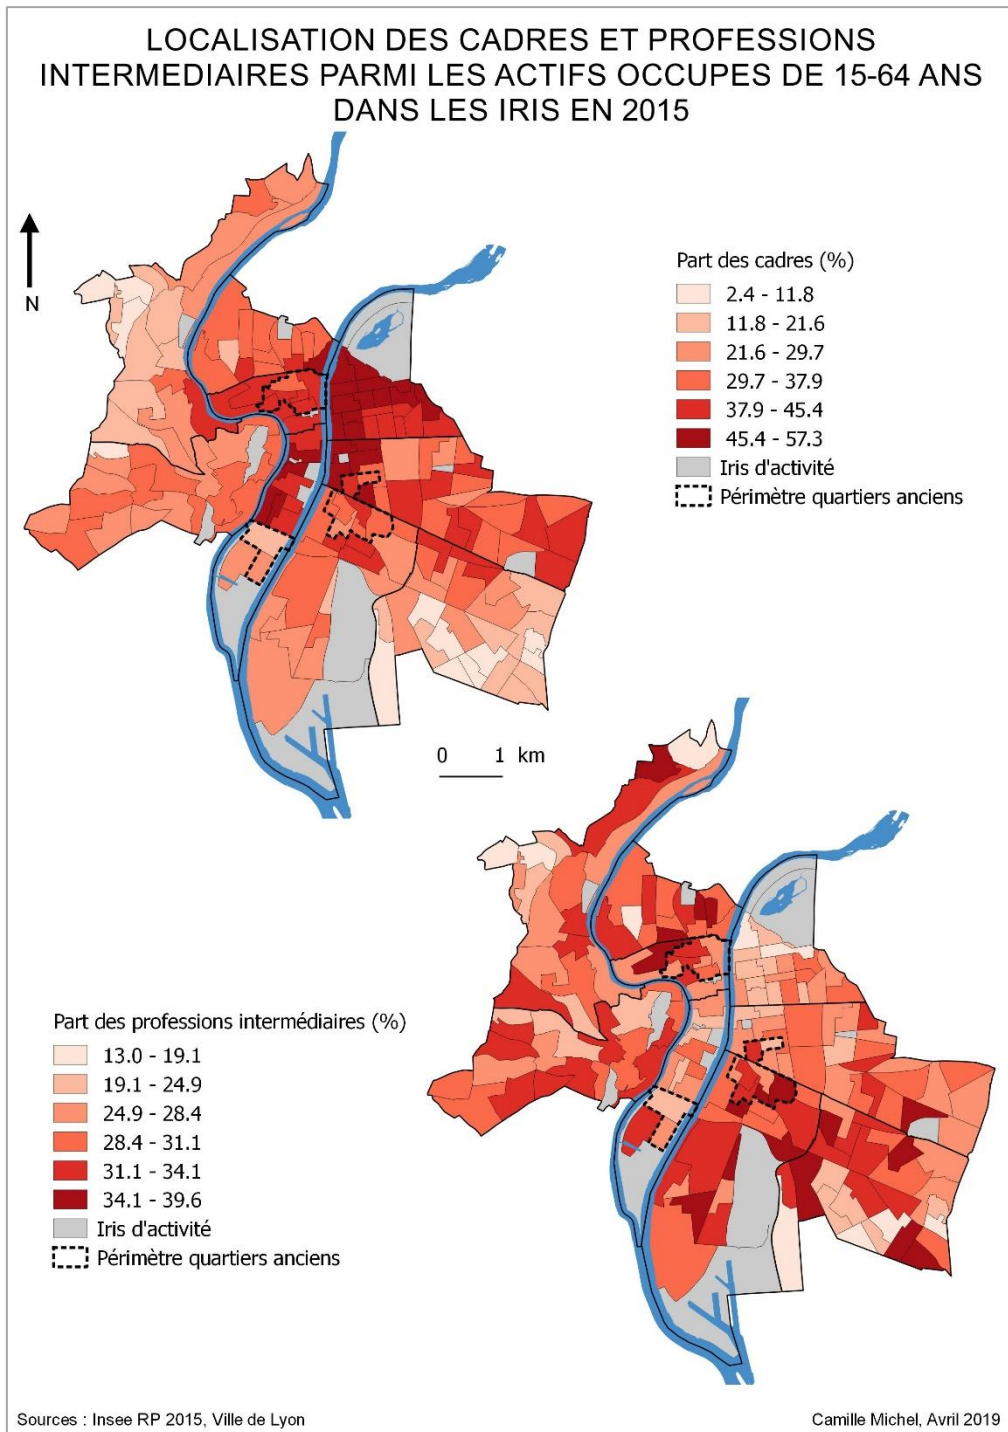 LOCALISATION DES CADRES ET PROFESSIONS
INTERMEDIAIRES PARMI LES ACTIFS OCCUPES DE 15-64 ANS
DANS LES IRIS EN 2015
N
Part des cadres (%)
2.4 - 11.8
11.8 - 21.6
21.6 - 29.7
29.7 - 37.9
37.9 - 45.4
45.4 - 57.3
Iris d'activité
Périmètre quartiers anciens
0 1 km
Part des professions intermédiaires (%)
13.0 - 19.1
19.1 - 24.9
24.9 - 28.4
28.4 - 31.1
31.1 - 34.1
34.1 - 39.6
Iris d'activité
Périmètre quartiers anciens
Sources : Insee RP 2015, Ville de Lyon
Camille Michel, Avril 2019